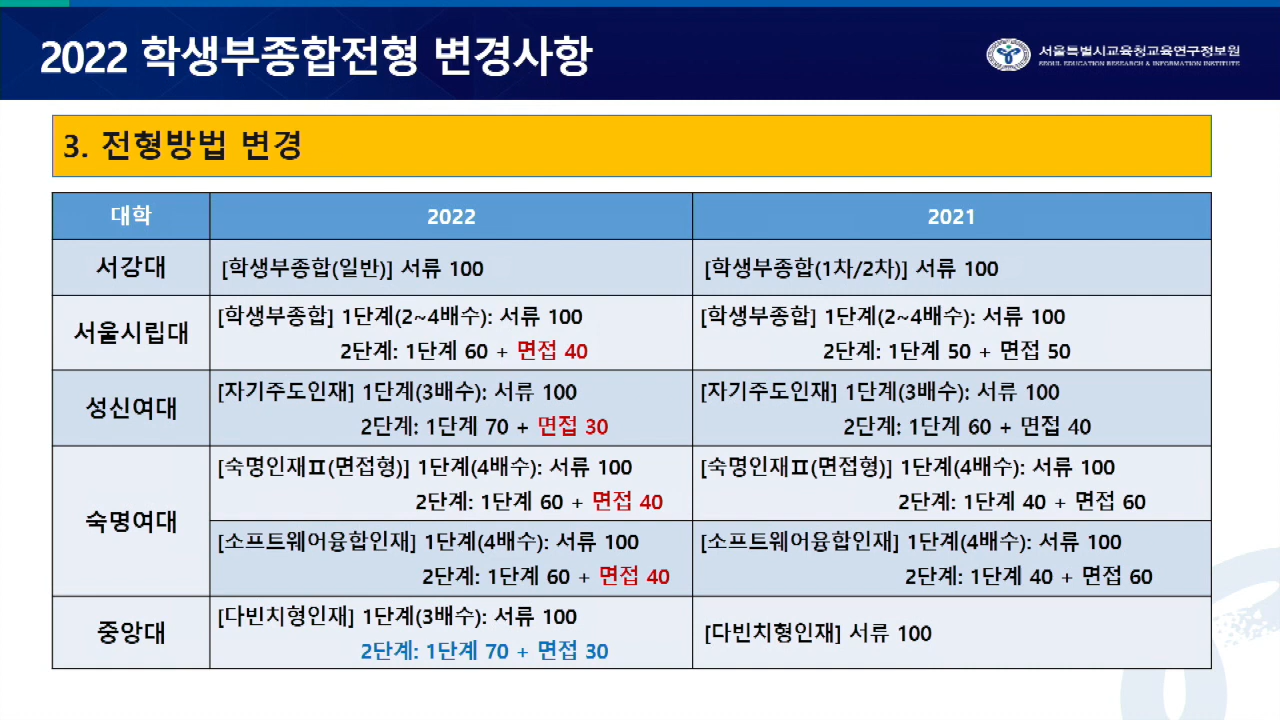 2022 학생부종합전형 변경사항
서울특별시교육청교육연구정보원
SEOUL EDUCATION RESEARCH & INFORMATION INSTITUTE
3. 전형방법 변경
대학
2022
2021
서강대
[학생부종합(일반)] 서류 100
[학생부종합(1차/2차)] 서류 100
서울시립대
[학생부종합] 1단계(2~4배수): 서류 100
2단계: 1단계 60 + 면접 40
[학생부종합] 1단계(2~4배수): 서류 100
2단계: 1단계 50 + 면접 50
성신여대
[자기주도인재] 1단계(3배수): 서류 100
2단계: 1단계 70 + 면접 30
[자기주도인재] 1단계(3배수): 서류 100
2단계: 1단계 60 + 면접 40
숙명여대
[숙명인재Ⅱ(면접형)] 1단계(4배수): 서류 100
2단계: 1단계 60 + 면접 40
[숙명인재Ⅱ(면접형)] 1단계(4배수): 서류 100
2단계: 1단계 40 + 면접 60
[소프트웨어융합인재] 1단계(4배수): 서류 100
2단계: 1단계 60 + 면접 40
[소프트웨어융합인재] 1단계(4배수): 서류 100
2단계: 1단계 40 + 면접 60
중앙대
[다빈치형인재] 1단계(3배수): 서류 100
2단계: 1단계 70 + 면접 30
[다빈치형인재] 서류 100